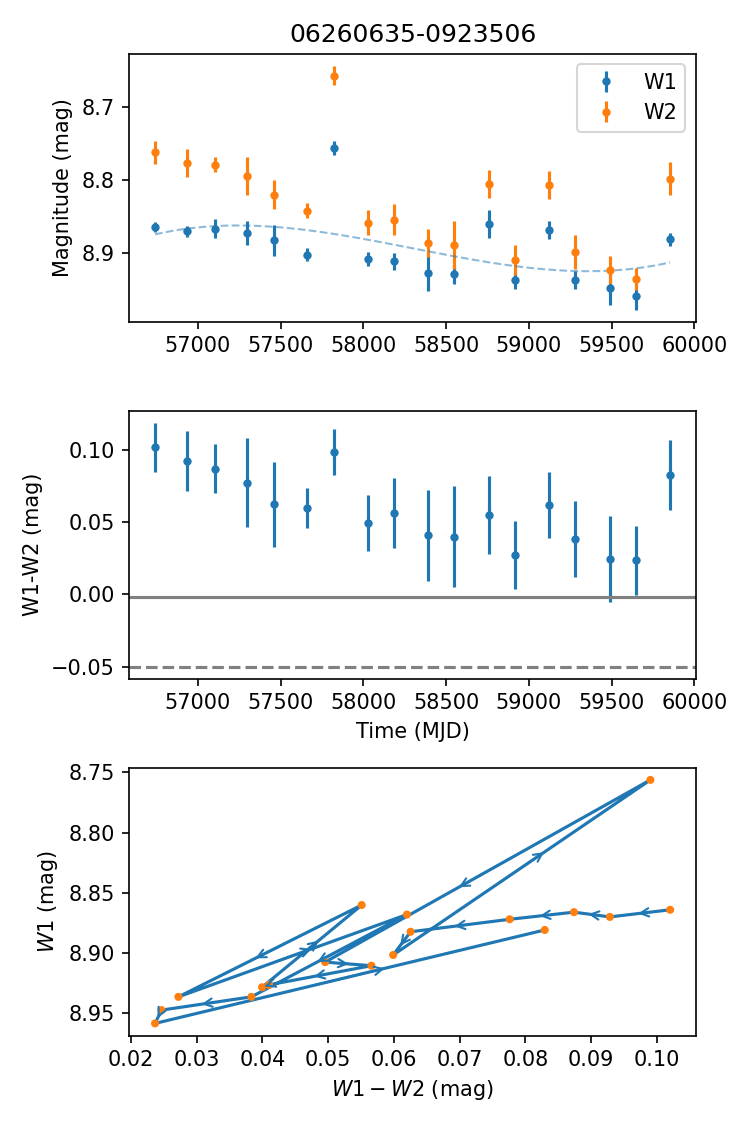 06260635-0923506
Magnitude (mag)
8.7
8.8
8.9
W1
W2
57000 57500 58000 58500 59000 59500 60000
W1-W2 (mag)
0.10
0.05
0.00
−0.05
57000 57500 58000 58500 59000 59500 60000
Time (MJD)
W1 (mag)
8.75
8.80
8.85
8.90
8.95
0.02 0.03 0.04 0.05 0.06 0.07 0.08 0.09 0.10
W1 − W2 (mag)